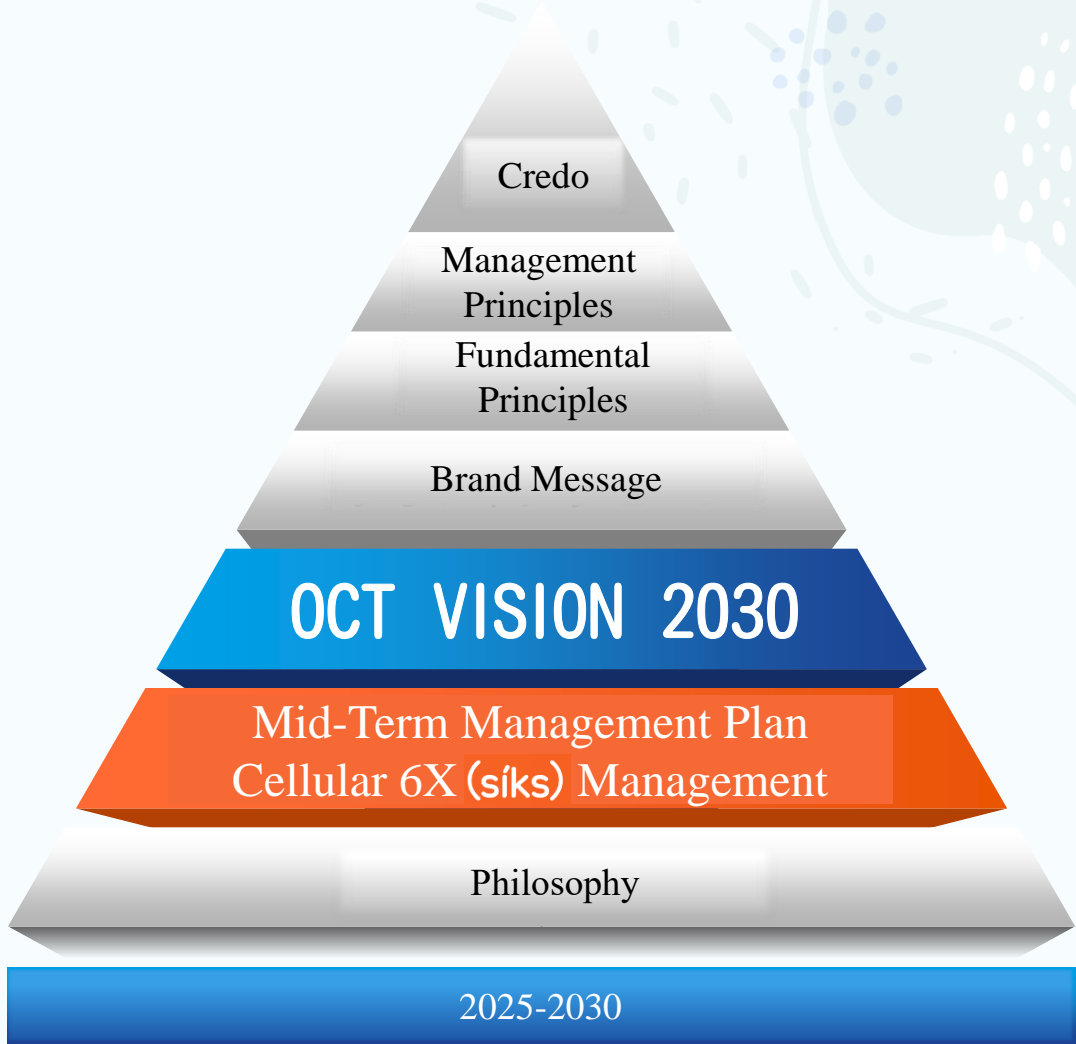 Credo
Management
Principles
Fundamental
Principles
Brand Message
OCT VISION 2030
Mid-Term Management Plan
Cellular 6X (síks) Management
Philosophy
2025-2030